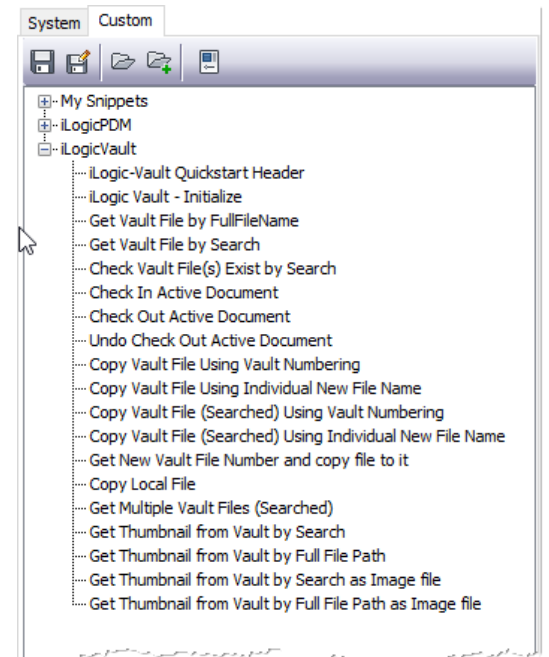 System Custom
My Snippets
iLogicPDM
iLogicVault
iLogic-Vault Quickstart Header
iLogic Vault - Initialize
Get Vault File by FullFileName
Get Vault File by Search
Check Vault File(s) Exist by Search
Check In Active Document
Check Out Active Document
Undo Check Out Active Document
Copy Vault File Using Vault Numbering
Copy Vault File Using Individual New File Name
Copy Vault File (Searched) Using Vault Numbering
Copy Vault File (Searched) Using Individual New File Name
Get New Vault File Number and copy file to it
Copy Local File
Get Multiple Vault Files (Searched)
Get Thumbnail from Vault by Search
Get Thumbnail from Vault by Full File Path
Get Thumbnail from Vault by Search as Image file
Get Thumbnail from Vault by Full File Path as Image file